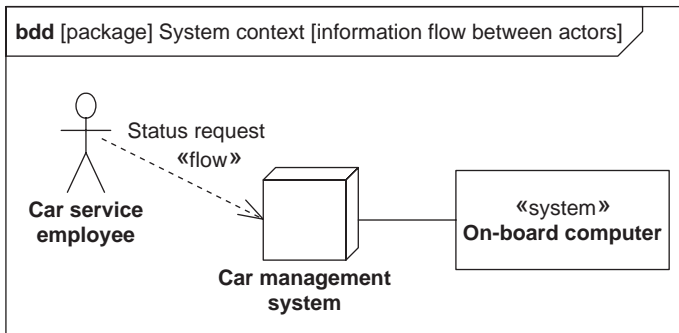 bdd [package] System context [information flow between actors]
Status request
«flow»
Car service
employee
Car management
system
«system»
On-board computer